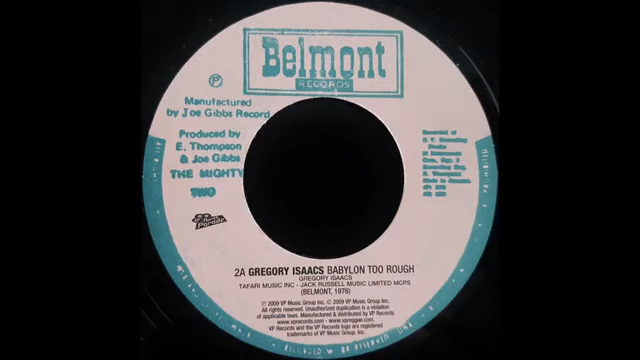 Belmont
RECORDS
Manufactured
by Joe Gibbs Record
Produced by
E. Thompson
& Joe Gibbs
THE MIGHTY
TWO
Recorded at
2A GREGORY ISAACS BABYLON TOO ROUGH
GREGORY ISAACS
TAFARI MUSIC INC - JACK RUSSELL MUSIC LIMITED MCPS
(BELMONT, 1976)
℗ 2009 VP Music Group Inc. © 2009 VP Music Group, Inc.
All rights reserved. Unauthorized duplication is a violation
of applicable laws. Manufactured & distributed by VP Records
www.vprecords.com - www.vpreggae.com.
VP Records and the VP Records logo are registered
trademarks of VP Music Group, Inc.